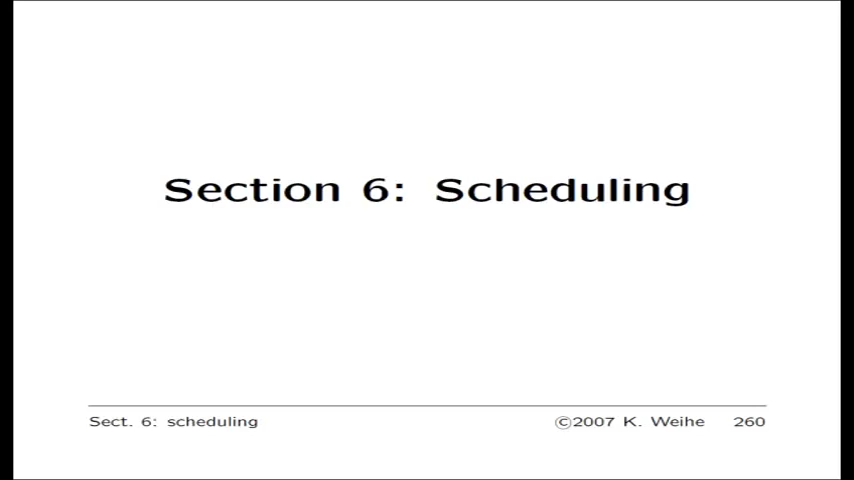 Section 6: Scheduling
Sect. 6: scheduling ©2007 K. Weihe 260